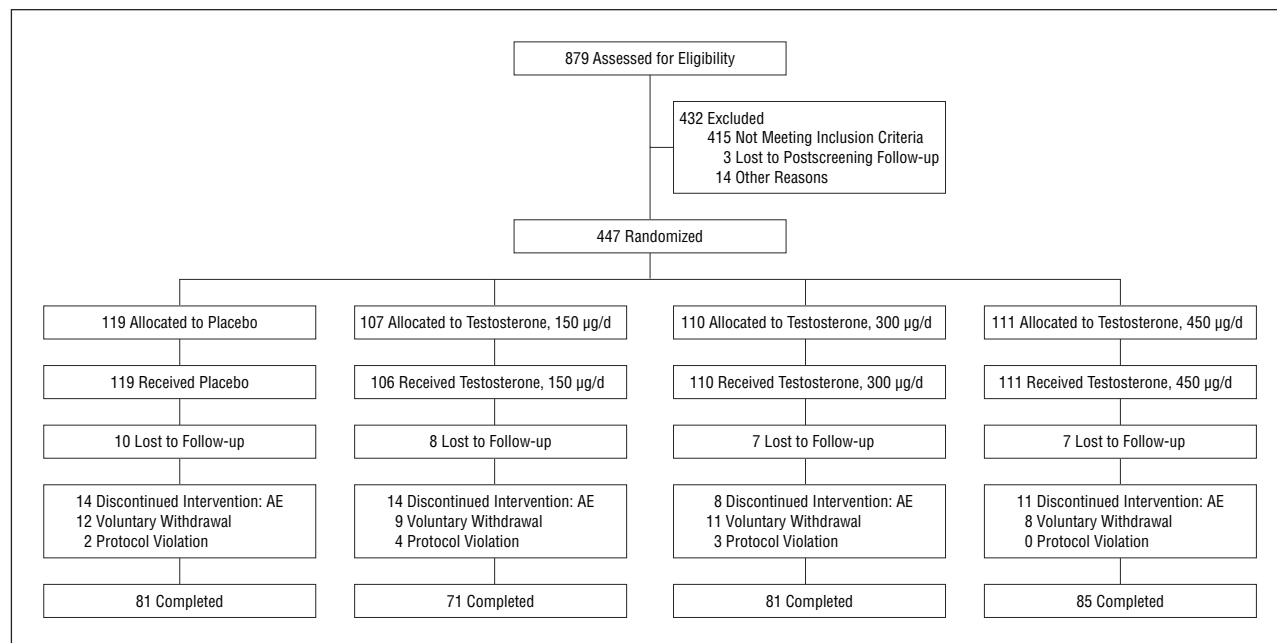 879 Assessed for Eligibility
432 Excluded
415 Not Meeting Inclusion Criteria
3 Lost to Postscreening Follow-up
14 Other Reasons
447 Randomized
119 Allocated to Placebo
107 Allocated to Testosterone, 150 µg/d
110 Allocated to Testosterone, 300 µg/d
111 Allocated to Testosterone, 450 µg/d
119 Received Placebo
106 Received Testosterone, 150 µg/d
110 Received Testosterone, 300 µg/d
111 Received Testosterone, 450 µg/d
10 Lost to Follow-up
8 Lost to Follow-up
7 Lost to Follow-up
7 Lost to Follow-up
14 Discontinued Intervention: AE
12 Voluntary Withdrawal
2 Protocol Violation
14 Discontinued Intervention: AE
9 Voluntary Withdrawal
4 Protocol Violation
8 Discontinued Intervention: AE
11 Voluntary Withdrawal
3 Protocol Violation
11 Discontinued Intervention: AE
8 Voluntary Withdrawal
0 Protocol Violation
81 Completed
71 Completed
81 Completed
85 Completed